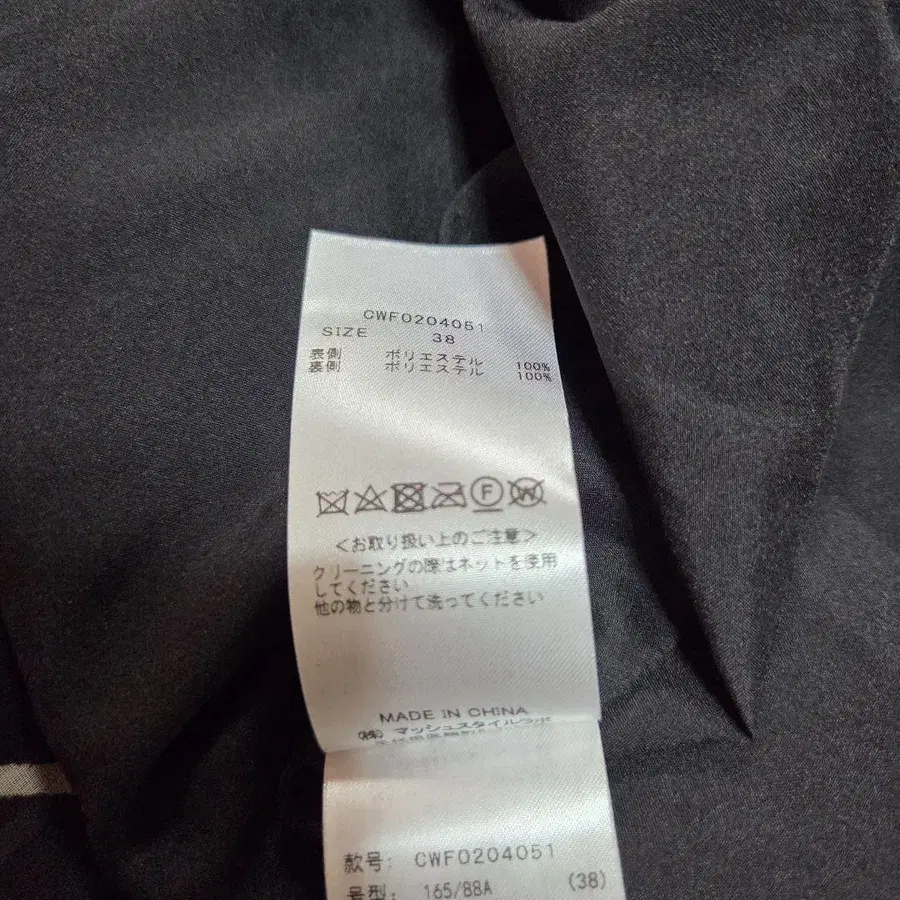 CWF0204051
SIZE 38
表側 ポリエステル 100%
裏側 ポリエステル 100%
F W
<お取り扱い上のご注意>
クリーニングの際はネットを使用
してください
他の物と分けて洗ってください
MADE IN CHINA
㈱マッシュスタイルラボ
款号: CWF0204051
号型: 165/88A (38)